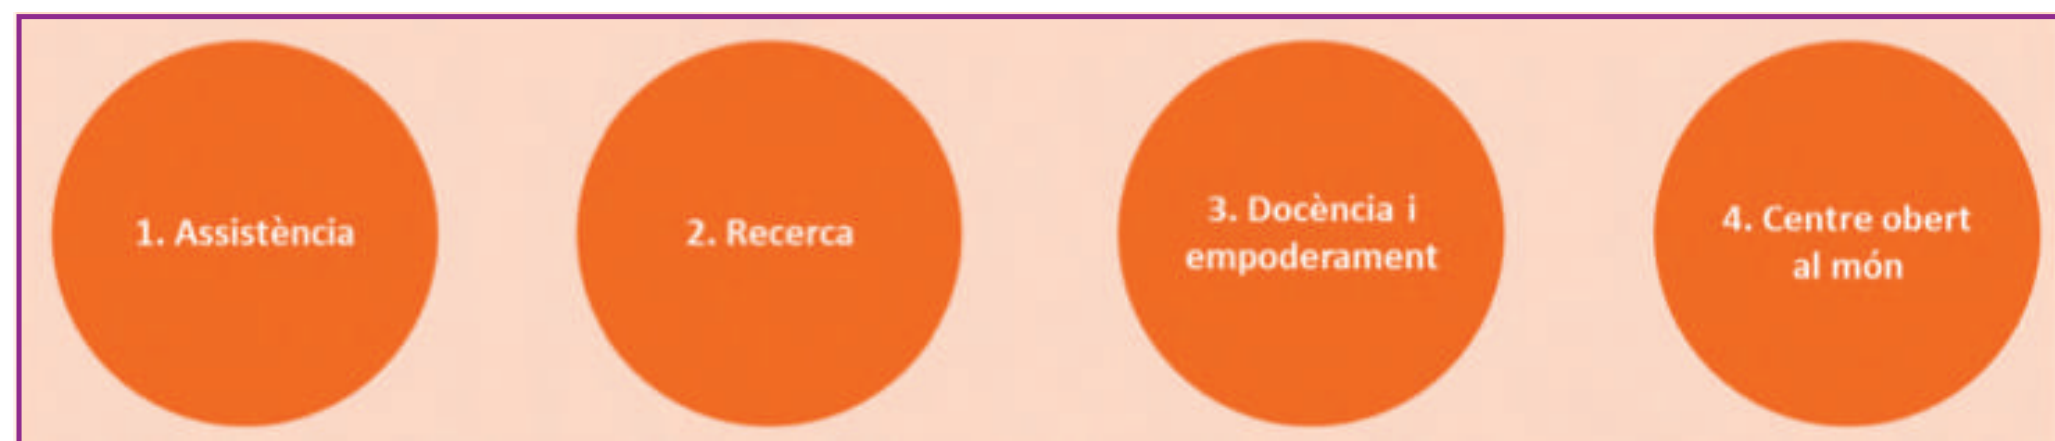 1. Assistència
2. Recerca
3. Docència i
empoderament
4. Centre obert
al món